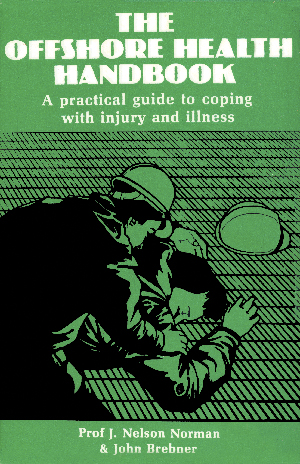 THE
OFFSHORE HEALTH
HANDBOOK
A practical guide to coping
with injury and illness
Prof J. Nelson Norman
& John Brebner